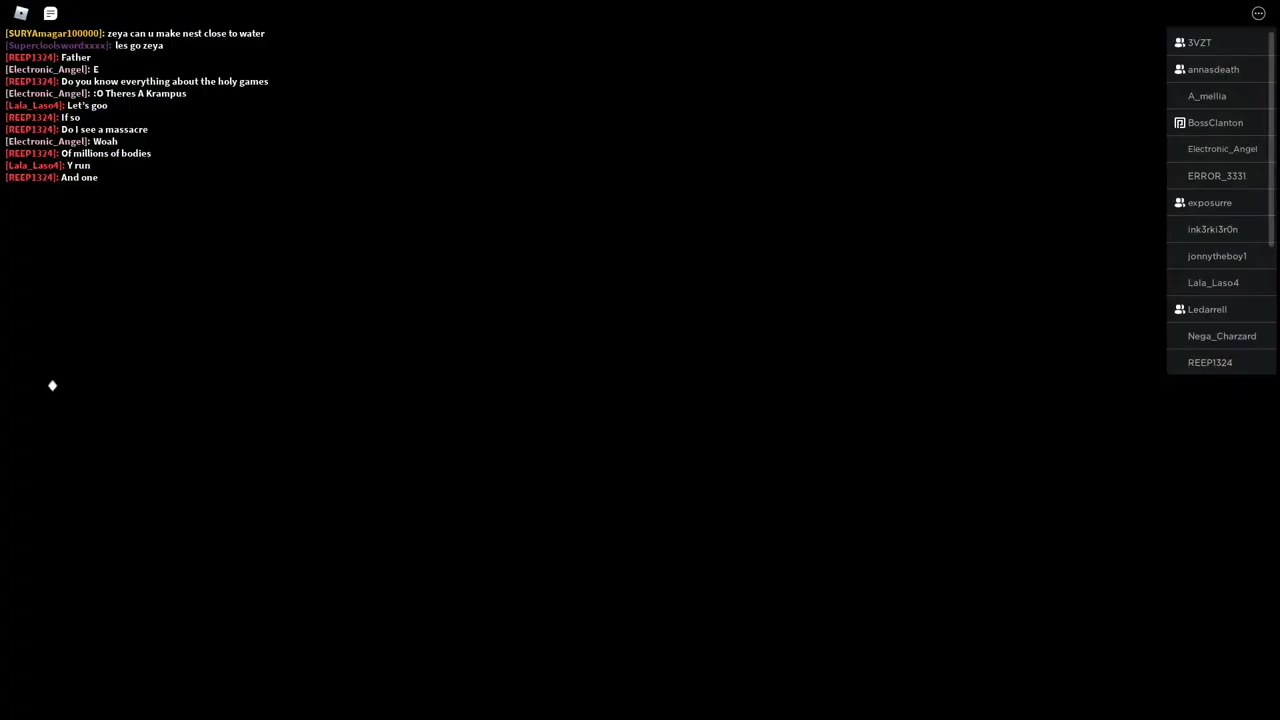 [SURYAmagar100000]: zeya can u make nest close to water
[Supercloolswordxxxx]: les go zeya
[REEP1324]: Father
[Electronic_Angel]: E
[REEP1324]: Do you know everything about the holy games
[Electronic_Angel]: :O Theres A Krampus
[Lala_Laso4]: Let's goo
[REEP1324]: If so
[REEP1324]: Do I see a massacre
[Electronic_Angel]: Woah
[REEP1324]: Of millions of bodies
[Lala_Laso4]: Y run
[REEP1324]: And one
3VZT
annasdeath
A_mellia
BossClanton
Electronic_Angel
ERROR_3331
exposurre
ink3rki3r0n
jonnytheboy1
Lala_Laso4
Ledarrell
Nega_Charzard
REEP1324